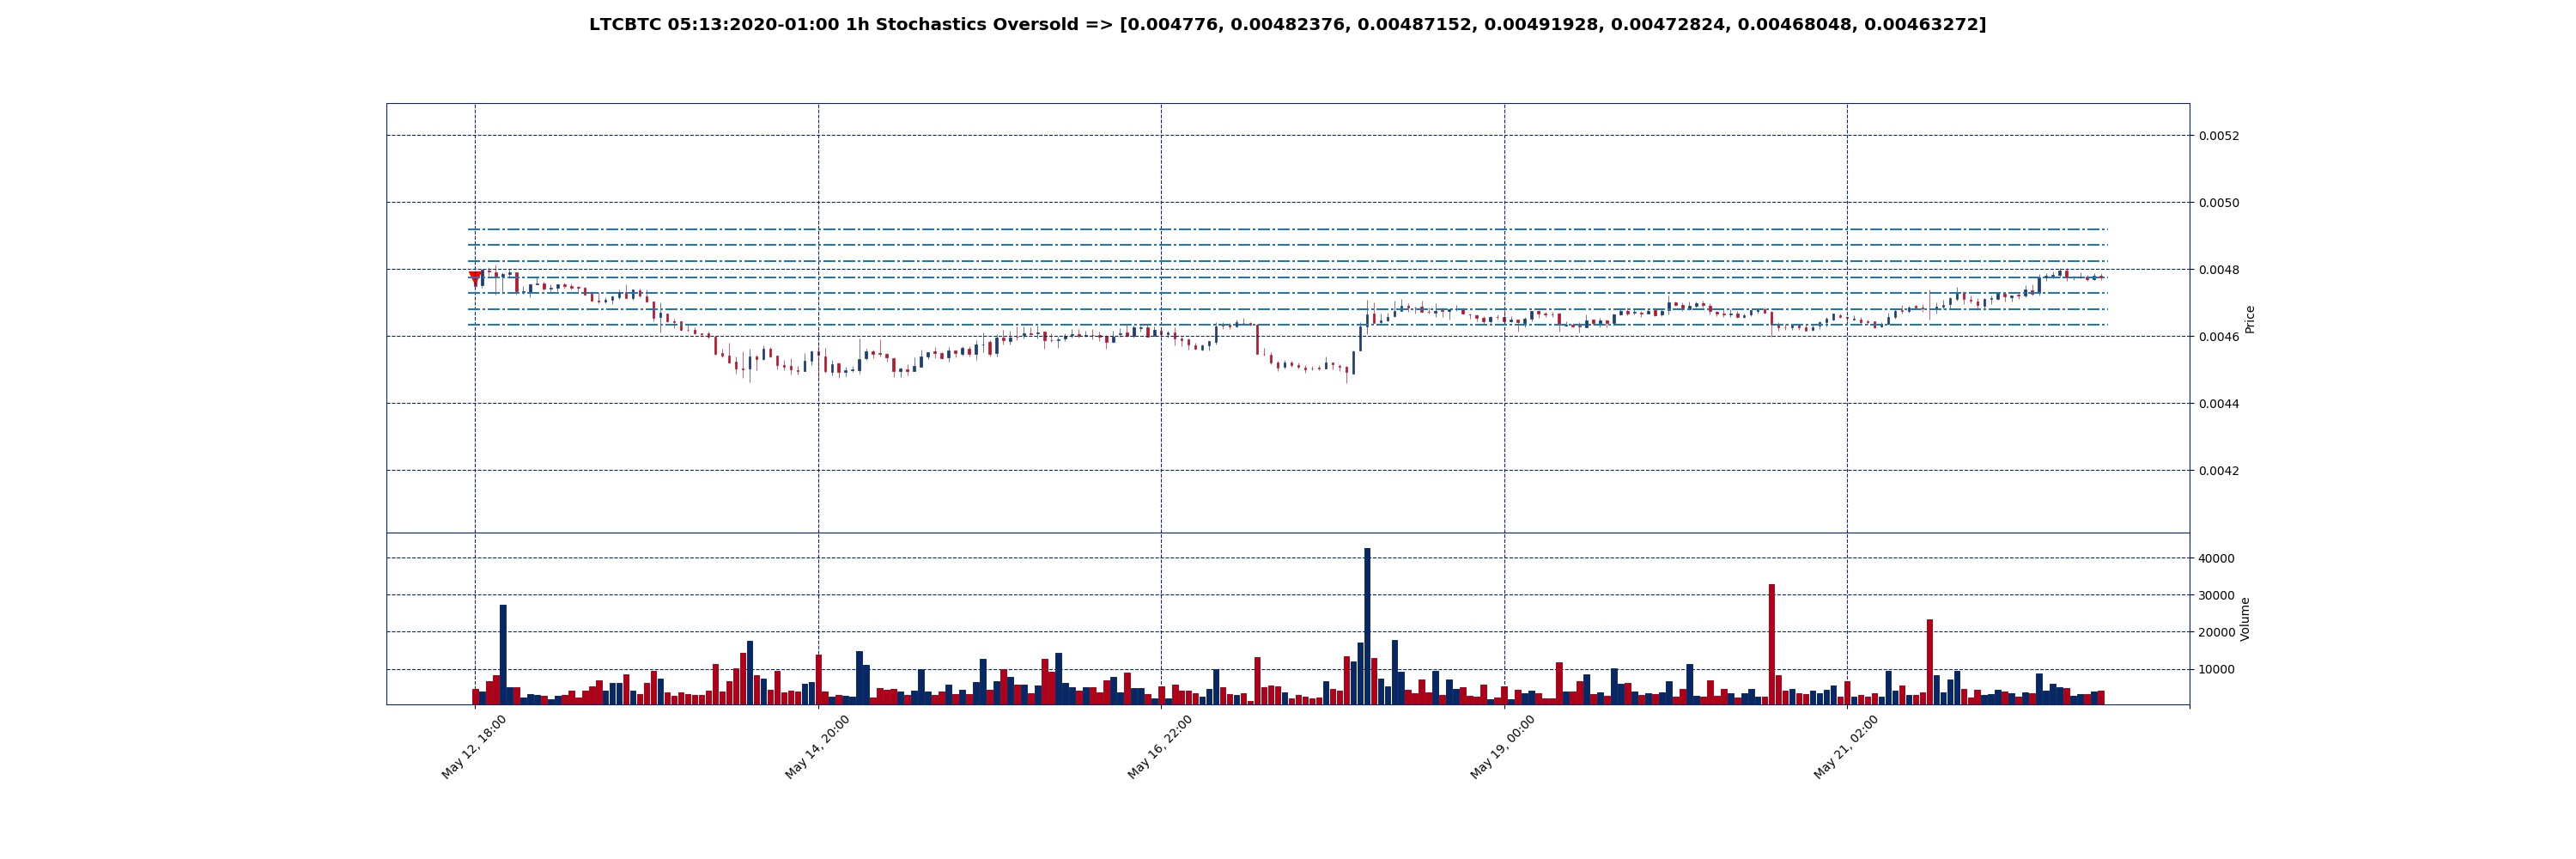 LTCBTC 05:13:2020-01:00 1h Stochastics Oversold => [0.004776, 0.00482376, 0.00487152, 0.00491928, 0.00472824, 0.00468048, 0.00463272]
0.0052
0.0050
0.0048
0.0046
0.0044
0.0042
Price
40000
30000
20000
10000
Volume
May 12, 18:00
May 14, 20:00
May 16, 22:00
May 19, 00:00
May 21, 02:00